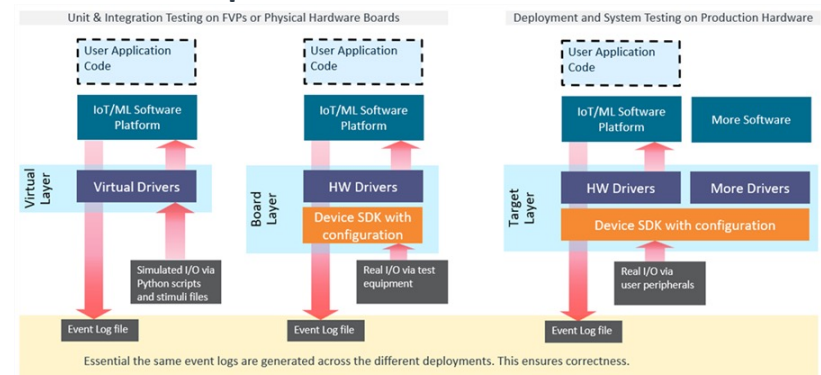 Unit & Integration Testing on FVPs or Physical Hardware Boards
Deployment and System Testing on Production Hardware
User Application
Code
User Application
Code
User Application
Code
IoT/ML Software
Platform
IoT/ML Software
Platform
IoT/ML Software
Platform
More Software
Virtual
Layer
Virtual Drivers
Board
Layer
HW Drivers
Device SDK with
configuration
Target
Layer
HW Drivers
More Drivers
Device SDK with configuration
Simulated I/O via
Python scripts
and stimuli files
Real I/O via test
equipment
Real I/O via
user peripherals
Event Log file
Event Log file
Event Log file
Essential the same event logs are generated across the different deployments. This ensures correctness.